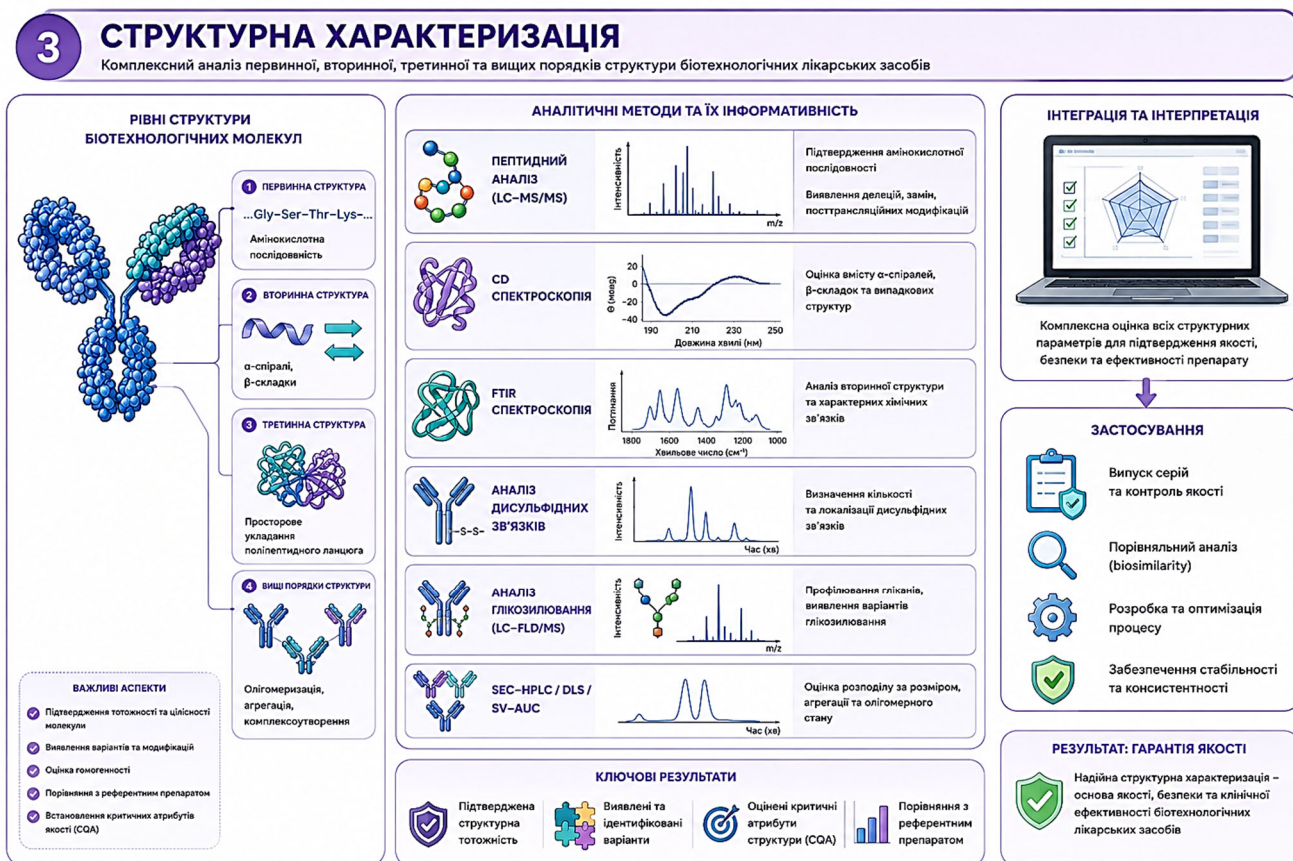 3
СТРУКТУРНА ХАРАКТЕРИЗАЦІЯ
Комплексний аналіз первинної, вторинної, третинної та вищих порядків структури біотехнологічних лікарських засобів
РІВНІ СТРУКТУРИ
БІОТЕХНОЛОГІЧНИХ МОЛЕКУЛ
1 ПЕРВИННА СТРУКТУРА
...Gly–Ser–Thr–Lys–...
Амінокислотна
послідоввність
2 ВТОРИННА СТРУКТУРА
α-спіралі,
β-складки
3 ТРЕТИННА СТРУКТУРА
Просторове
укладання
поліпептидного ланцюга
4 ВИЩІ ПОРЯДКИ СТРУКТУРИ
Олігомеризація,
агрегація,
комплексоутворення
ВАЖЛИВІ АСПЕКТИ
Підтвердження тотожності та цілісності
молекули
Виявлення варіантів та модифікацій
Оцінка гомогенності
Порівняння з референтним препаратом
Встановлення критичних атрибутів
якості (CQA)
АНАЛІТИЧНІ МЕТОДИ ТА ЇХ ІНФОРМАТИВНІСТЬ
ПЕПТИДНИЙ
АНАЛІЗ
(LC–MS/MS)
Інтенсивність
m/z
Підтвердження амінокислотної
послідовності
Виявлення делецій, замін,
посттрансляційних модифікацій
CD
СПЕКТРОСКОПІЯ
20
0
−20
−40
190
210
230
250
Довжина хвилі (нм)
Оцінка вмісту α-спіралей,
β-складок та випадкових
структур
FTIR
СПЕКТРОСКОПІЯ
Поглинання
1800
1600
1400
1200
1000
Хвильове число (см⁻¹)
Аналіз вторинної структури
та характерних хімічних
зв'язків
АНАЛІЗ
ДИСУЛЬФІДНИХ
ЗВ'ЯЗКІВ
–S–S–
Інтенсивність
Час (хв)
Визначення кількості
та локалізації дисульфідних
зв'язків
АНАЛІЗ
ГЛІКОЗИЛЮВАННЯ
(LC–FLD/MS)
Інтенсивність
m/z
Профілювання гліканів,
виявлення варіантів
глікозилювання
SEC–HPLC / DLS /
SV–AUC
Час (хв)
Оцінка розподілу за розміром,
агрегації та олігомерного
стану
КЛЮЧОВІ РЕЗУЛЬТАТИ
Підтверджена
структурна
тотожність
Виявлені та
ідентифіковані
варіанти
Оцінені критичні
атрибути
структури (CQA)
Порівняння з
референтним
препаратом
ІНТЕГРАЦІЯ ТА ІНТЕРПРЕТАЦІЯ
Комплексна оцінка всіх структурних
параметрів для підтвердження якості,
безпеки та ефективності препарату
ЗАСТОСУВАННЯ
Випуск серій
та контроль якості
Порівняльний аналіз
(biosimilarity)
Розробка та оптимізація
процесу
Забезпечення стабільності
та консистентності
РЕЗУЛЬТАТ: ГАРАНТІЯ ЯКОСТІ
Надійна структурна характеризація –
основа якості, безпеки та клінічної
ефективності біотехнологічних
лікарських засобів